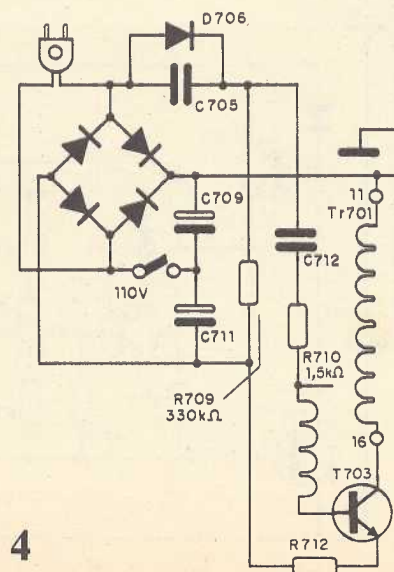 D706
C705
11
Tr701
C709
C712
110V
C711
R710
1,5kΩ
R709
330kΩ
16
T703
R712
4